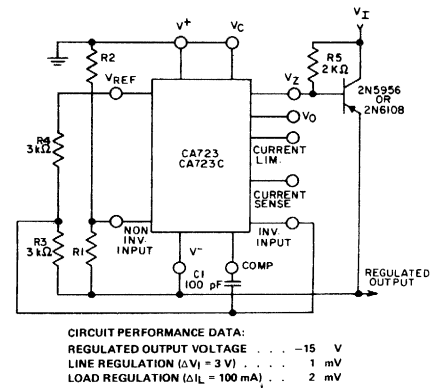 V+
VC
VI
R2
R5
2 KΩ
VREF
VZ
2N5956
OR
2N6108
VO
R4
3 kΩ
CA723
CA723C
CURRENT
LIM.
CURRENT
SENSE
NON
INV.
INPUT
INV.
INPUT
R3
3 kΩ
R1
V−
C1
100 pF
COMP
REGULATED
OUTPUT
CIRCUIT PERFORMANCE DATA:
REGULATED OUTPUT VOLTAGE . . . −15 V
LINE REGULATION (ΔVI = 3 V) . . . . 1 mV
LOAD REGULATION (ΔIL = 100 mA) . . 2 mV